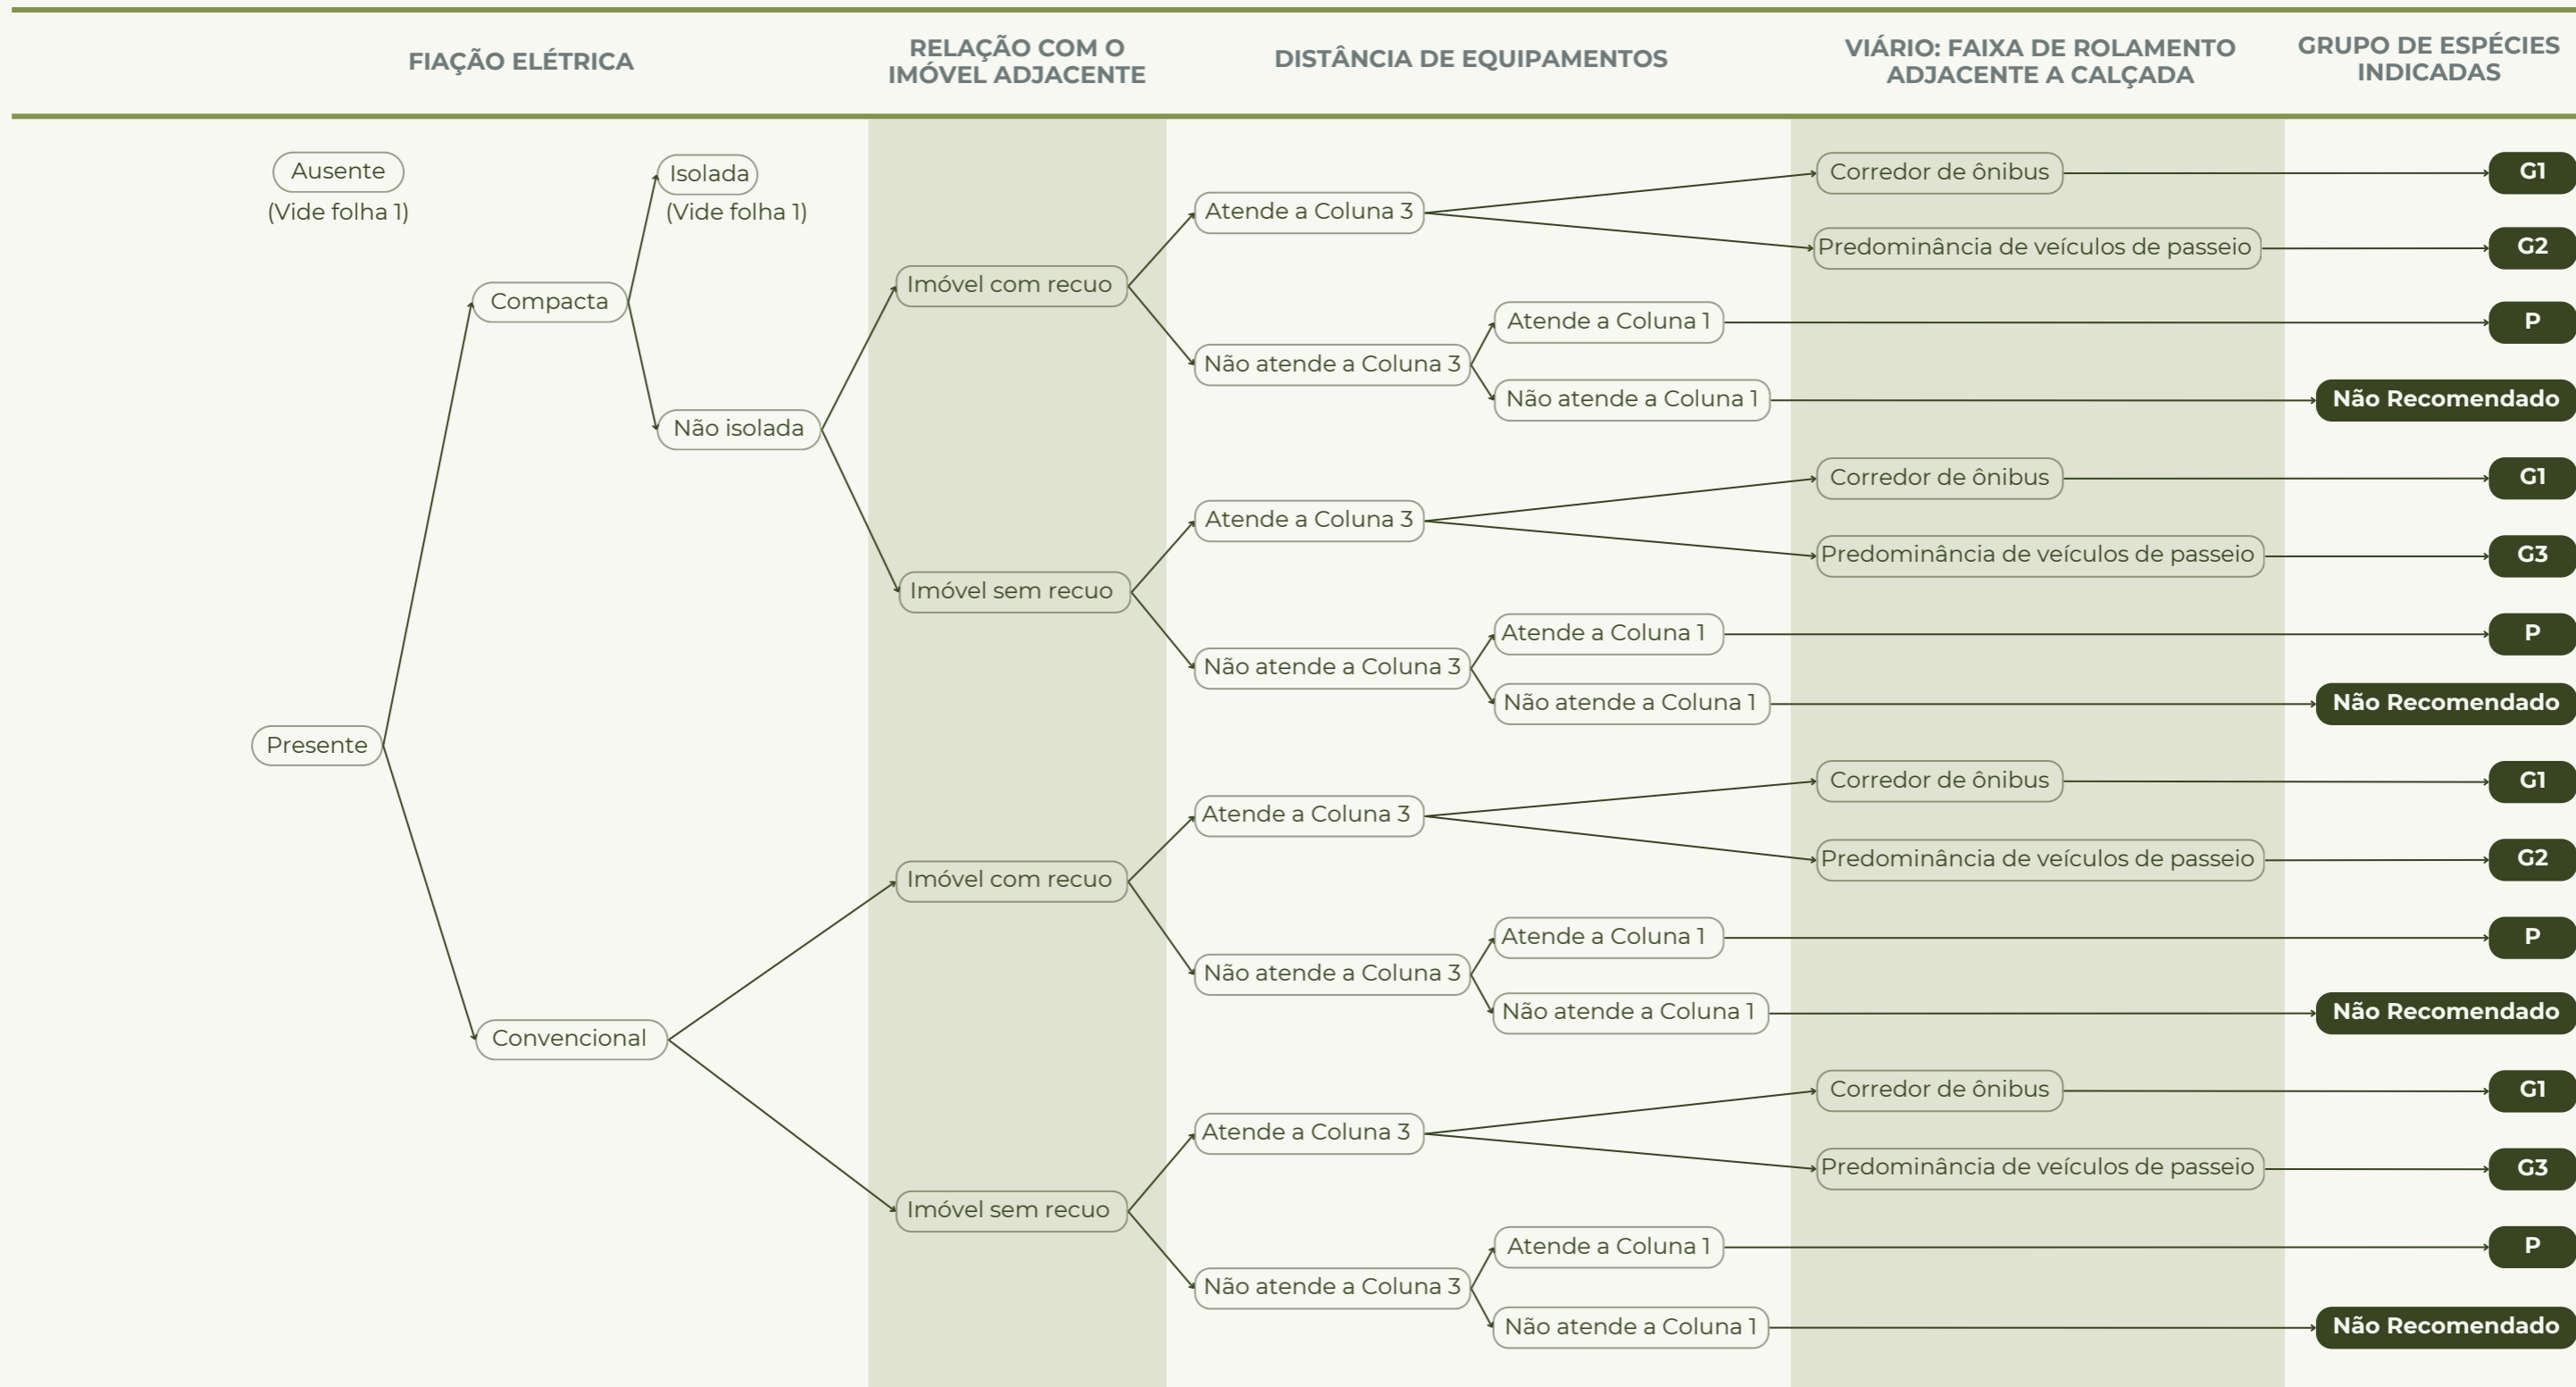 FIAÇÃO ELÉTRICA
RELAÇÃO COM O
IMÓVEL ADJACENTE
DISTÂNCIA DE EQUIPAMENTOS
VIÁRIO: FAIXA DE ROLAMENTO
ADJACENTE A CALÇADA
GRUPO DE ESPÉCIES
INDICADAS
Ausente
(Vide folha 1)
Isolada
(Vide folha 1)
Compacta
Não isolada
Presente
Convencional
Imóvel com recuo
Atende a Coluna 3
Corredor de ônibus
G1
Predominância de veículos de passeio
G2
Não atende a Coluna 3
Atende a Coluna 1
P
Não atende a Coluna 1
Não Recomendado
Imóvel sem recuo
Atende a Coluna 3
Corredor de ônibus
G1
Predominância de veículos de passeio
G3
Não atende a Coluna 3
Atende a Coluna 1
P
Não atende a Coluna 1
Não Recomendado
Imóvel com recuo
Atende a Coluna 3
Corredor de ônibus
G1
Predominância de veículos de passeio
G2
Não atende a Coluna 3
Atende a Coluna 1
P
Não atende a Coluna 1
Não Recomendado
Imóvel sem recuo
Atende a Coluna 3
Corredor de ônibus
G1
Predominância de veículos de passeio
G3
Não atende a Coluna 3
Atende a Coluna 1
P
Não atende a Coluna 1
Não Recomendado